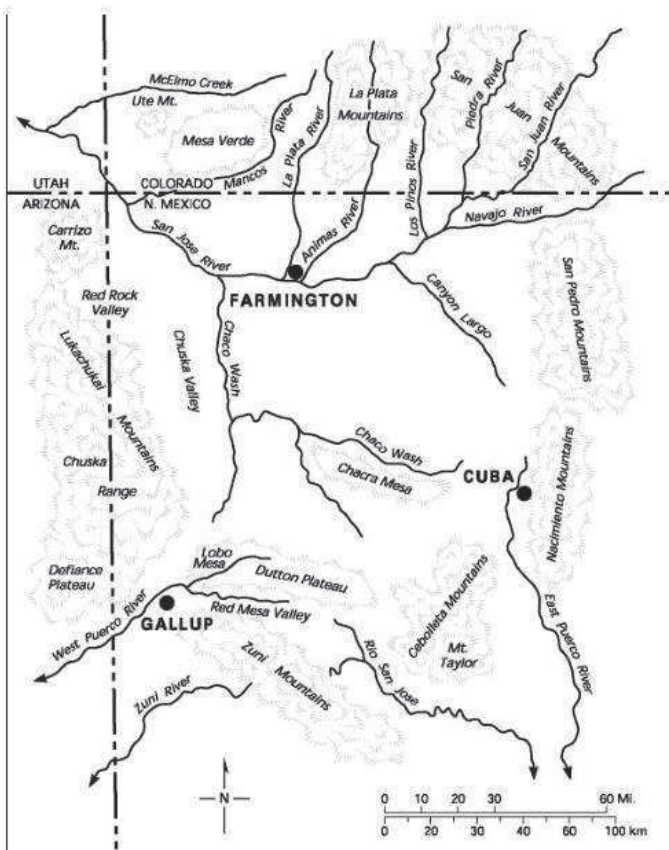 McElmo Creek
Ute Mt.
Mesa Verde
Mancos River
La Plata River
La Plata
Mountains
Animas River
Los Pinos River
San
Juan
Mountains
Piedra River
San Juan River
Navajo River
UTAH
COLORADO
ARIZONA
N. MEXICO
Carrizo
Mt.
San Jose River
FARMINGTON
Canyon Largo
San Pedro Mountains
Red Rock
Valley
Lukachukai
Mountains
Chuska Valley
Chaco Wash
Chuska
Range
Chaco Wash
Chacra Mesa
CUBA
Nacimiento Mountains
Defiance
Plateau
Lobo
Mesa
Dutton Plateau
Red Mesa Valley
GALLUP
West Puerco River
Zuni Mountains
Zuni River
Rio San Jose
Cebolleta Mountains
Mt.
Taylor
East Puerco River
N
0 10 20 30 60 Mi.
0 20 40 60 80 100 km